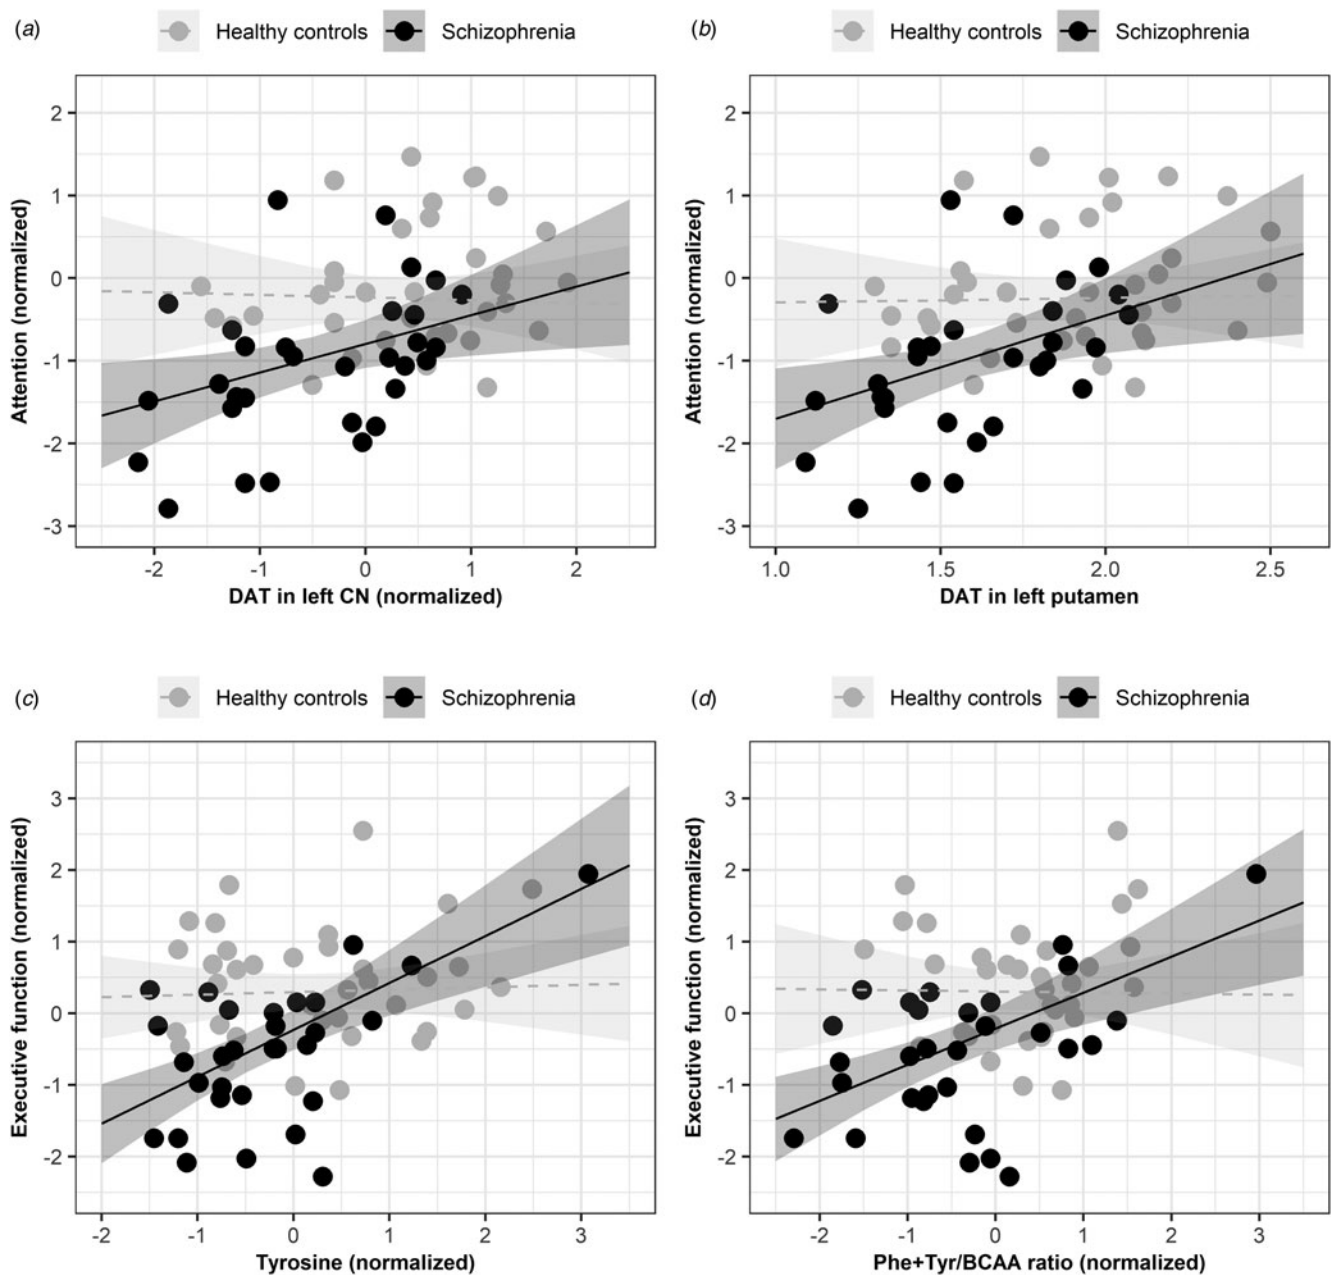 (a) Healthy controls Schizophrenia
2
1
0
-1
-2
-3
Attention (normalized)
-2 -1 0 1 2
DAT in left CN (normalized)
(b) Healthy controls Schizophrenia
2
1
0
-1
-2
-3
Attention (normalized)
1.0 1.5 2.0 2.5
DAT in left putamen
(c) Healthy controls Schizophrenia
3
2
1
0
-1
-2
Executive function (normalized)
-2 -1 0 1 2 3
Tyrosine (normalized)
(d) Healthy controls Schizophrenia
3
2
1
0
-1
-2
Executive function (normalized)
-2 -1 0 1 2 3
Phe+Tyr/BCAA ratio (normalized)